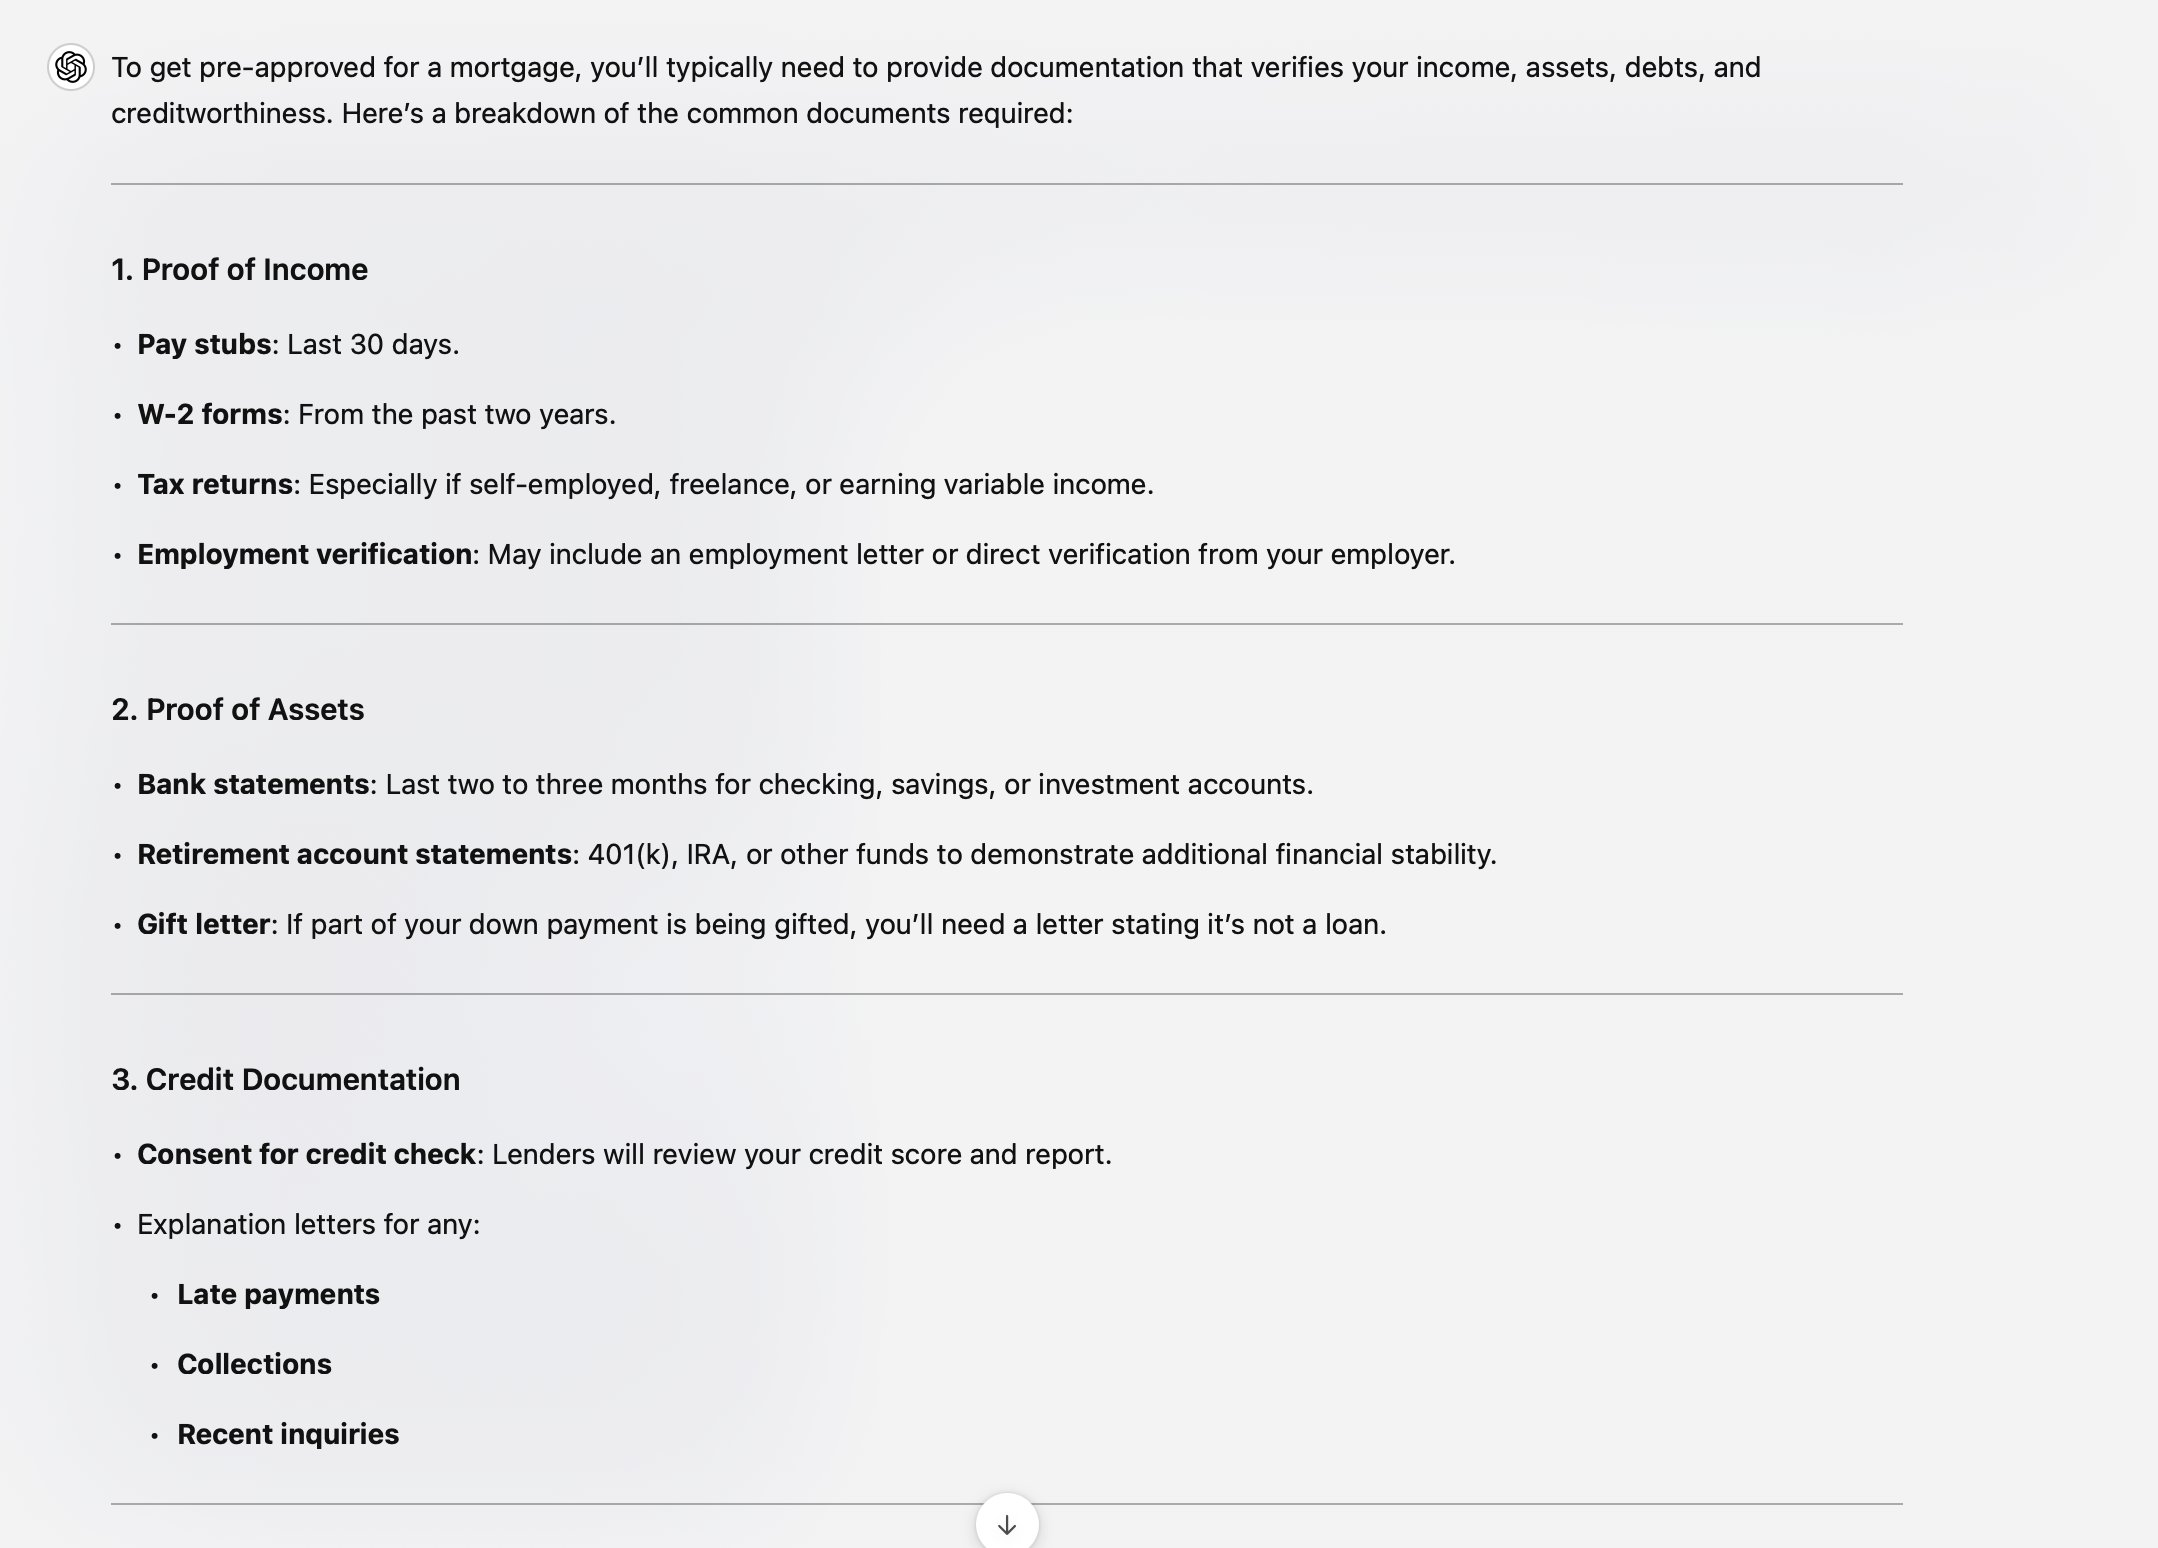 To get pre-approved for a mortgage, you’ll typically need to provide documentation that verifies your income, assets, debts, and
creditworthiness. Here’s a breakdown of the common documents required:
1. Proof of Income
• Pay stubs: Last 30 days.
• W-2 forms: From the past two years.
• Tax returns: Especially if self-employed, freelance, or earning variable income.
• Employment verification: May include an employment letter or direct verification from your employer.
2. Proof of Assets
• Bank statements: Last two to three months for checking, savings, or investment accounts.
• Retirement account statements: 401(k), IRA, or other funds to demonstrate additional financial stability.
• Gift letter: If part of your down payment is being gifted, you’ll need a letter stating it’s not a loan.
3. Credit Documentation
• Consent for credit check: Lenders will review your credit score and report.
• Explanation letters for any:
• Late payments
• Collections
• Recent inquiries